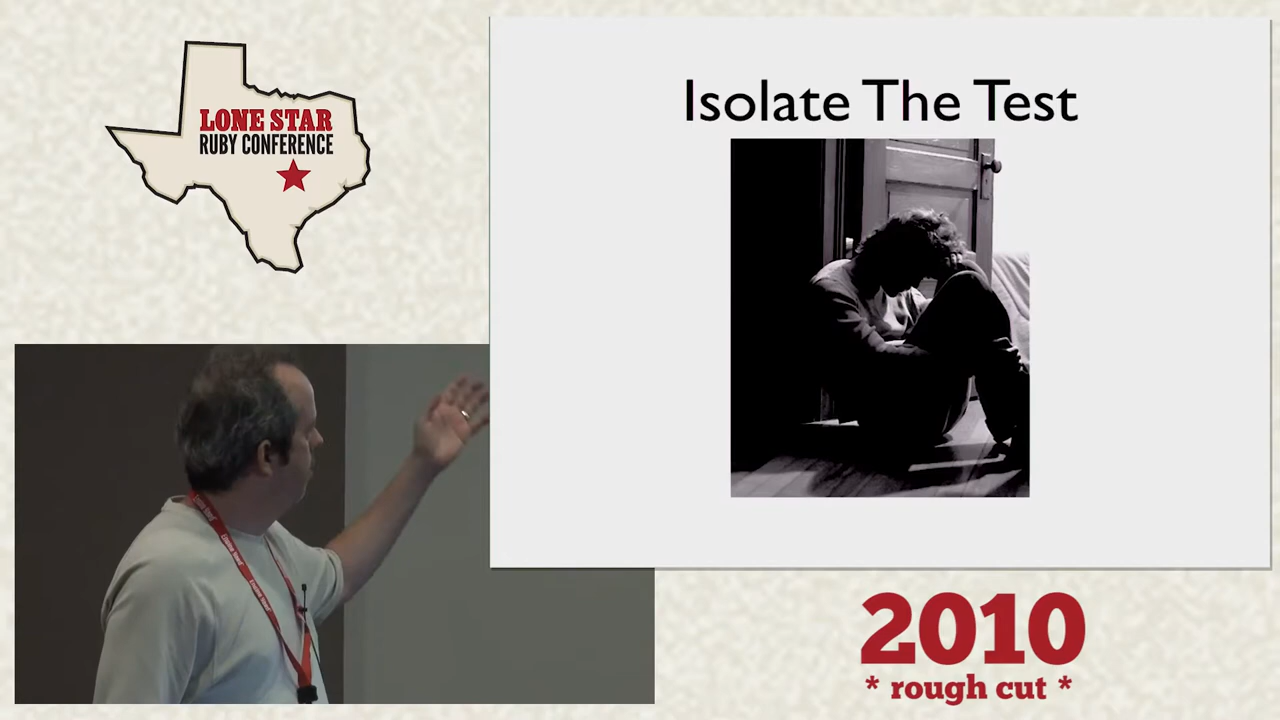 LONE STAR
RUBY CONFERENCE
Isolate The Test
2010
* rough cut *